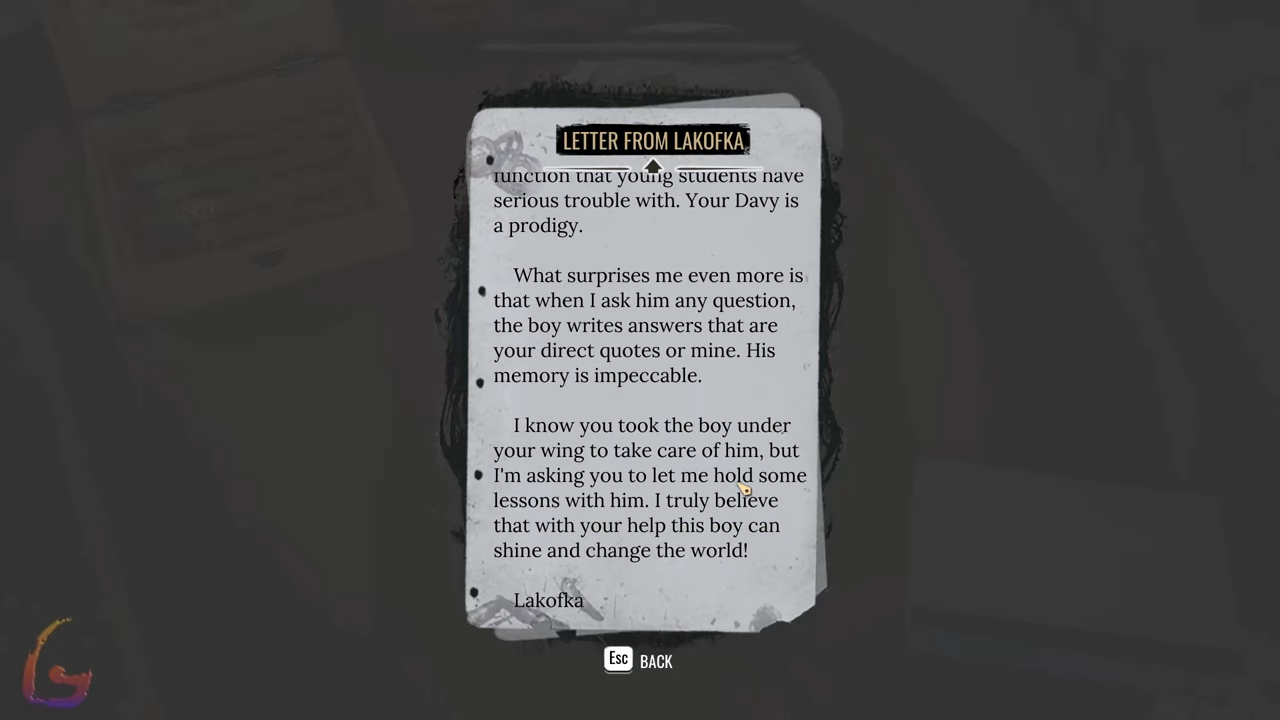 LETTER FROM LAKOFKA
function that young students have
serious trouble with. Your Davy is
a prodigy.
What surprises me even more is
that when I ask him any question,
the boy writes answers that are
your direct quotes or mine. His
memory is impeccable.
I know you took the boy under
your wing to take care of him, but
I'm asking you to let me hold some
lessons with him. I truly believe
that with your help this boy can
shine and change the world!
Lakofka
Esc BACK